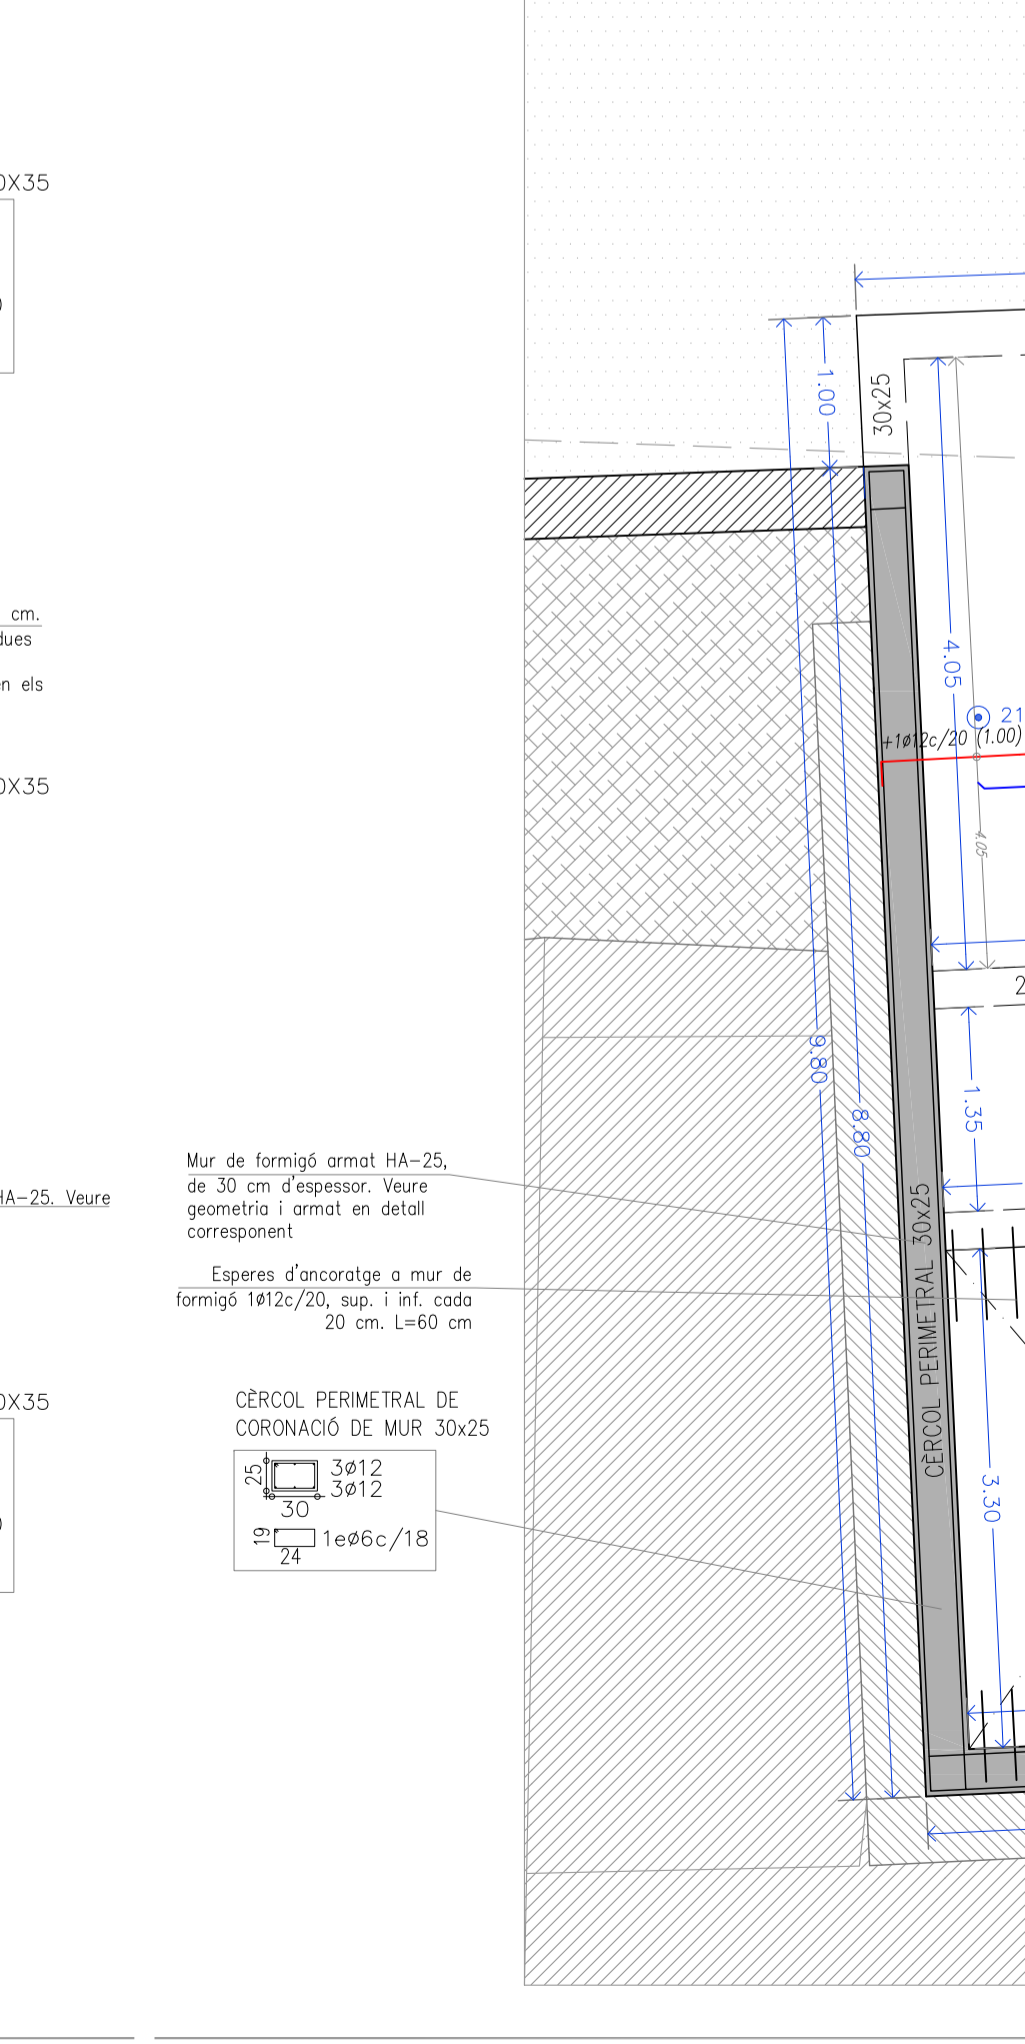 0X35
cm.
dues
en els
0X35
HA-25. Veure
0X35
Mur de formigó armat HA-25,
de 30 cm d'espessor. Veure
geometria i armat en detall
corresponent
Esperes d'ancoratge a mur de
formigó 1ø12c/20, sup. i inf. cada
20 cm. L=60 cm
CÈRCOL PERIMETRAL DE
CORONACIÓ DE MUR 30x25
25
3ø12
3ø12
30
19
1eø6c/18
24
1.00
30x25
4.05
21
+1ø12c/20 (1.00)
4.05
2
9.80
8.80
1.35
CÈRCOL PERIMETRAL 30x25
3.30